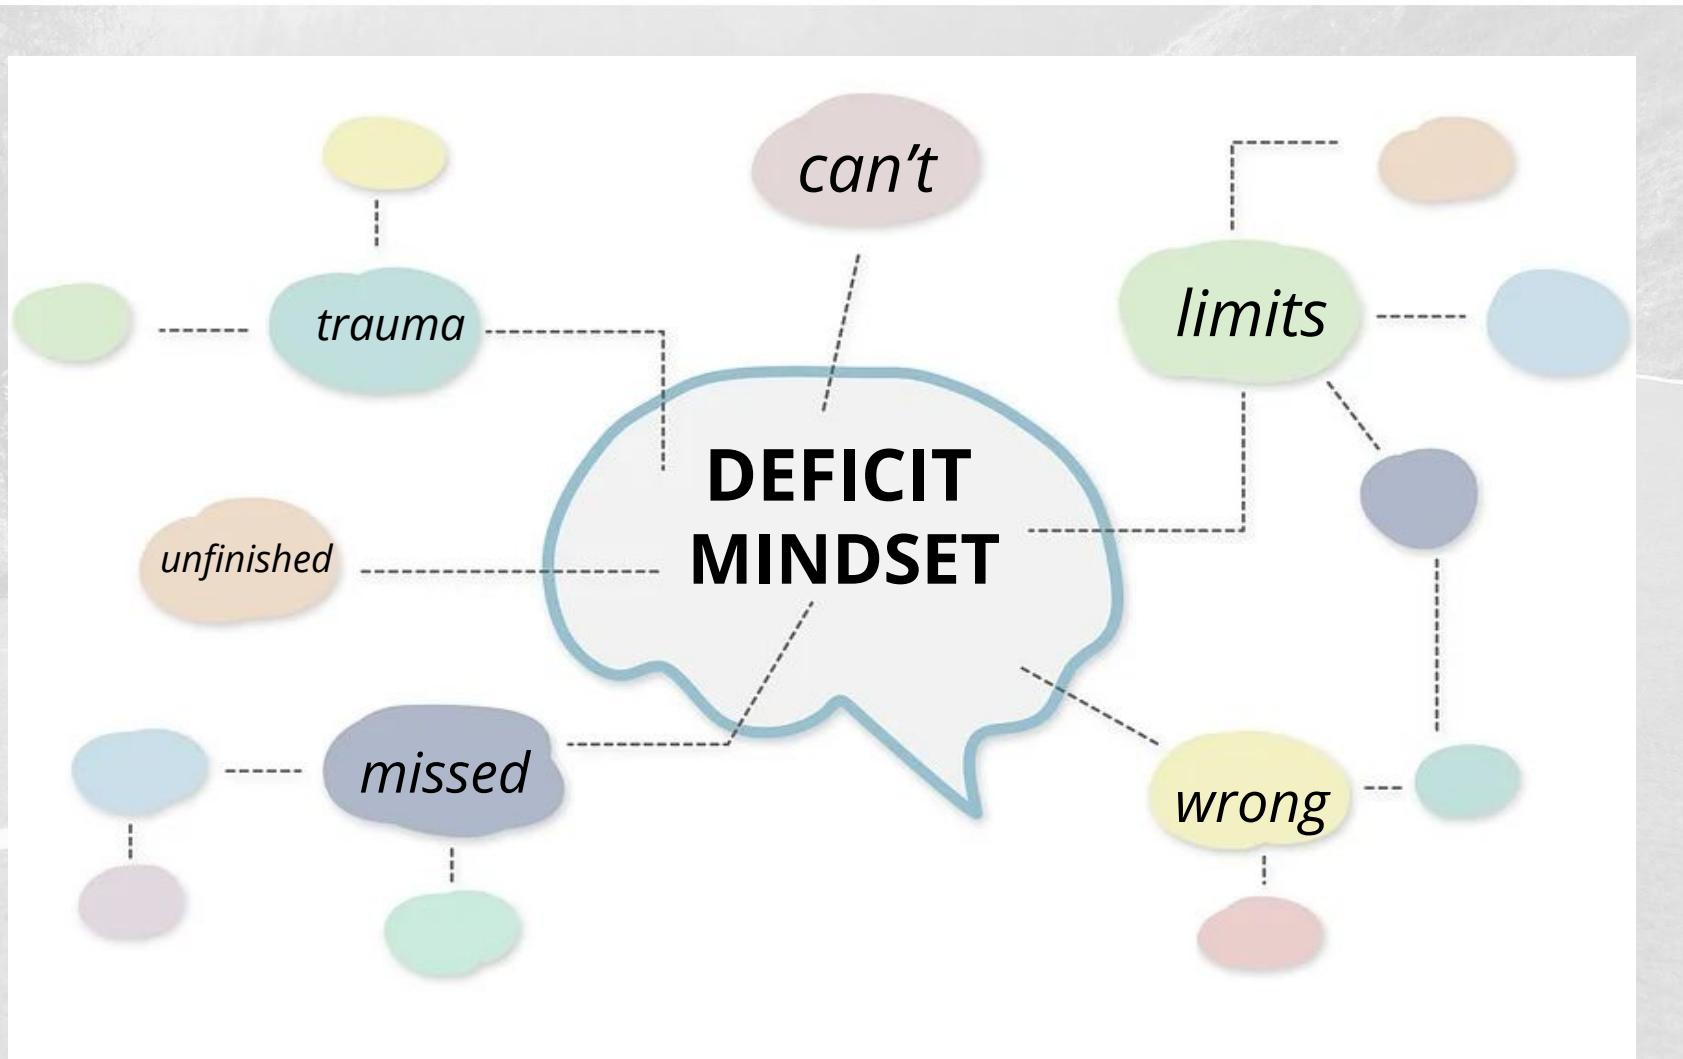 can’t
limits
trauma
DEFICIT
MINDSET
unfinished
missed
wrong